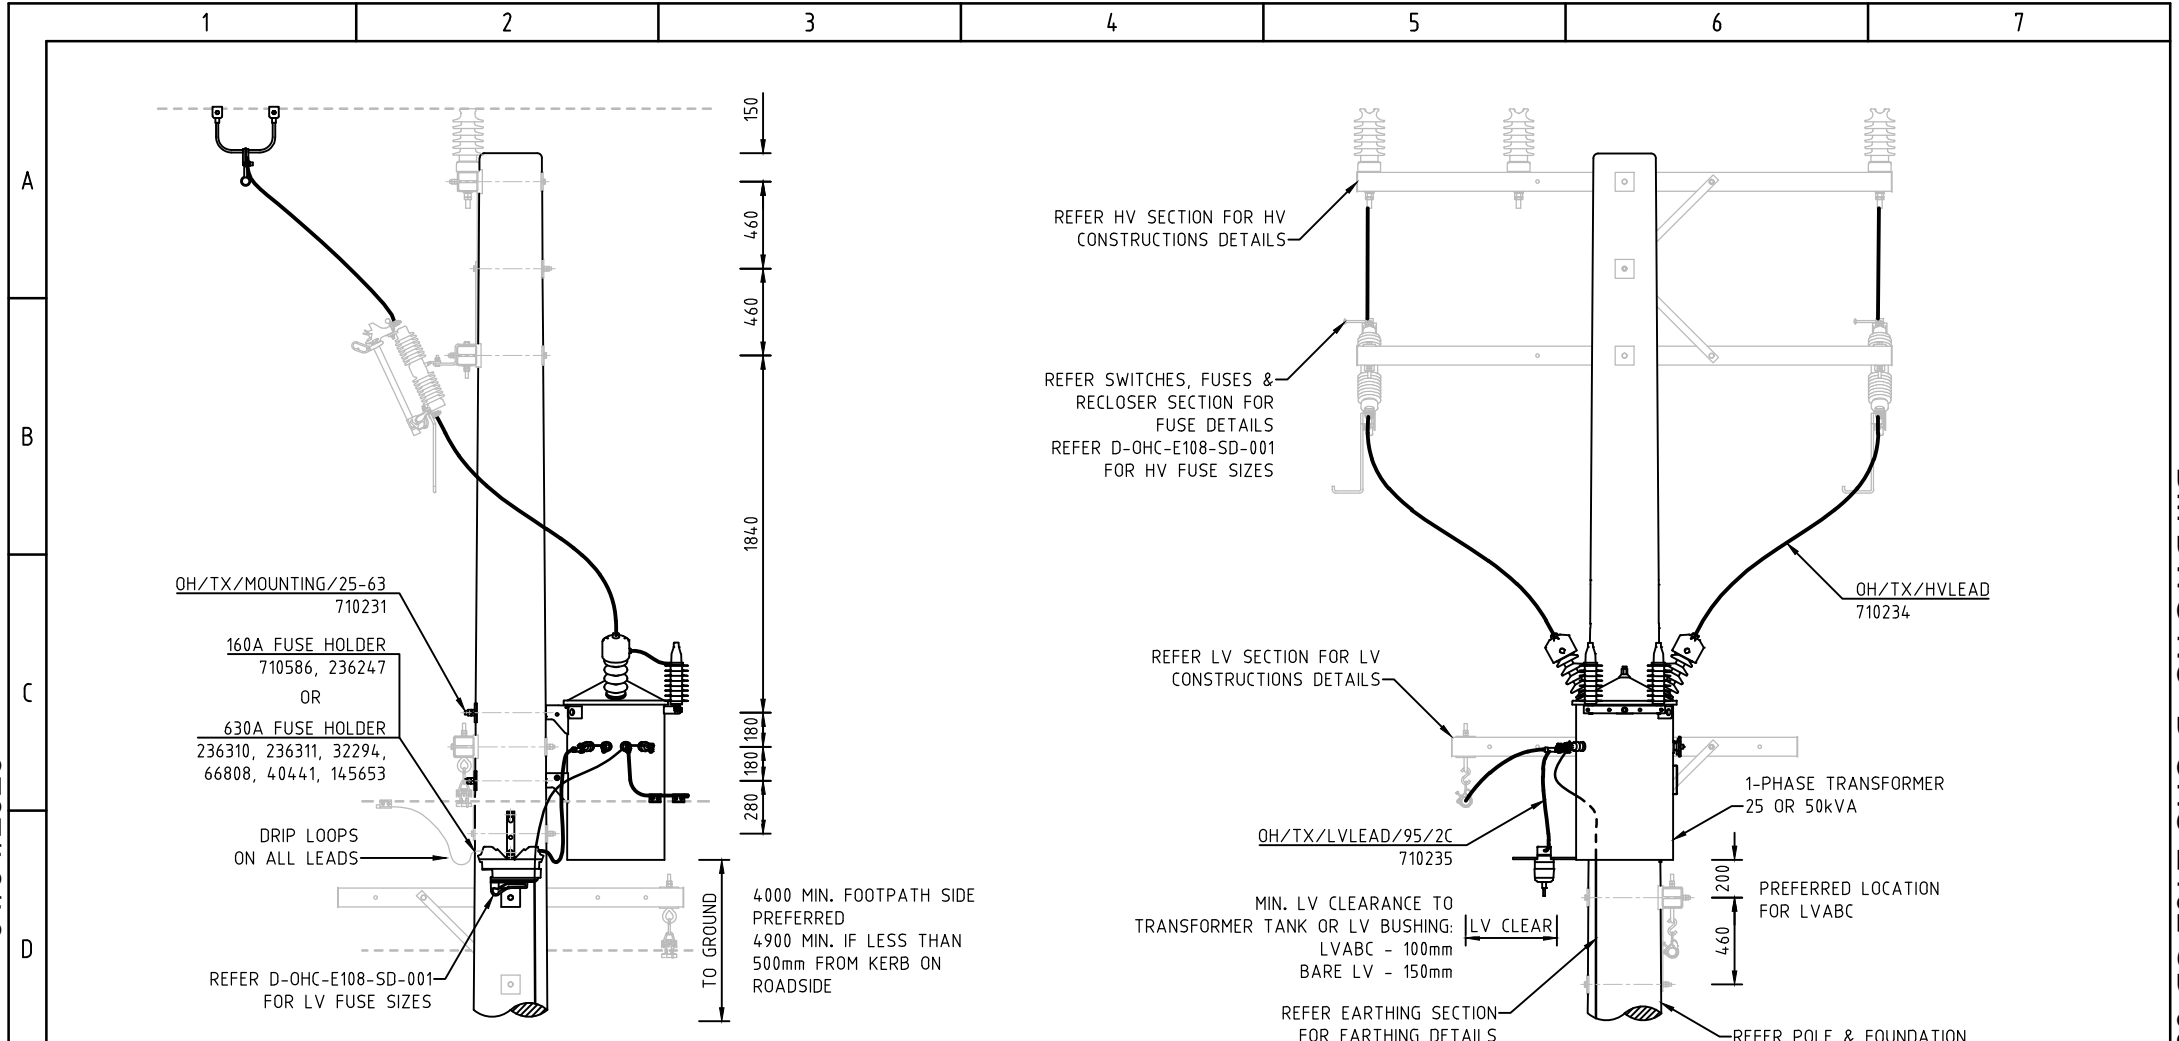 1 2 3 4 5 6 7
A
B
C
D
150
460
460
1840
180
180
280
OH/TX/MOUNTING/25-63
710231
160A FUSE HOLDER
710586, 236247
OR
630A FUSE HOLDER
236310, 236311, 32294,
66808, 40441, 145653
DRIP LOOPS
ON ALL LEADS
REFER D-OHC-E108-SD-001
FOR LV FUSE SIZES
TO GROUND
4000 MIN. FOOTPATH SIDE
PREFERRED
4900 MIN. IF LESS THAN
500mm FROM KERB ON
ROADSIDE
REFER HV SECTION FOR HV
CONSTRUCTIONS DETAILS
REFER SWITCHES, FUSES &
RECLOSER SECTION FOR
FUSE DETAILS
REFER D-OHC-E108-SD-001
FOR HV FUSE SIZES
OH/TX/HVLEAD
710234
REFER LV SECTION FOR LV
CONSTRUCTIONS DETAILS
1-PHASE TRANSFORMER
25 OR 50kVA
OH/TX/LVLEAD/95/2C
710235
200
460
PREFERRED LOCATION
FOR LVABC
MIN. LV CLEARANCE TO
TRANSFORMER TANK OR LV BUSHING:
LVABC - 100mm
BARE LV - 150mm
LV CLEAR
REFER EARTHING SECTION
FOR EARTHING DETAILS
REFER POLE & FOUNDATION